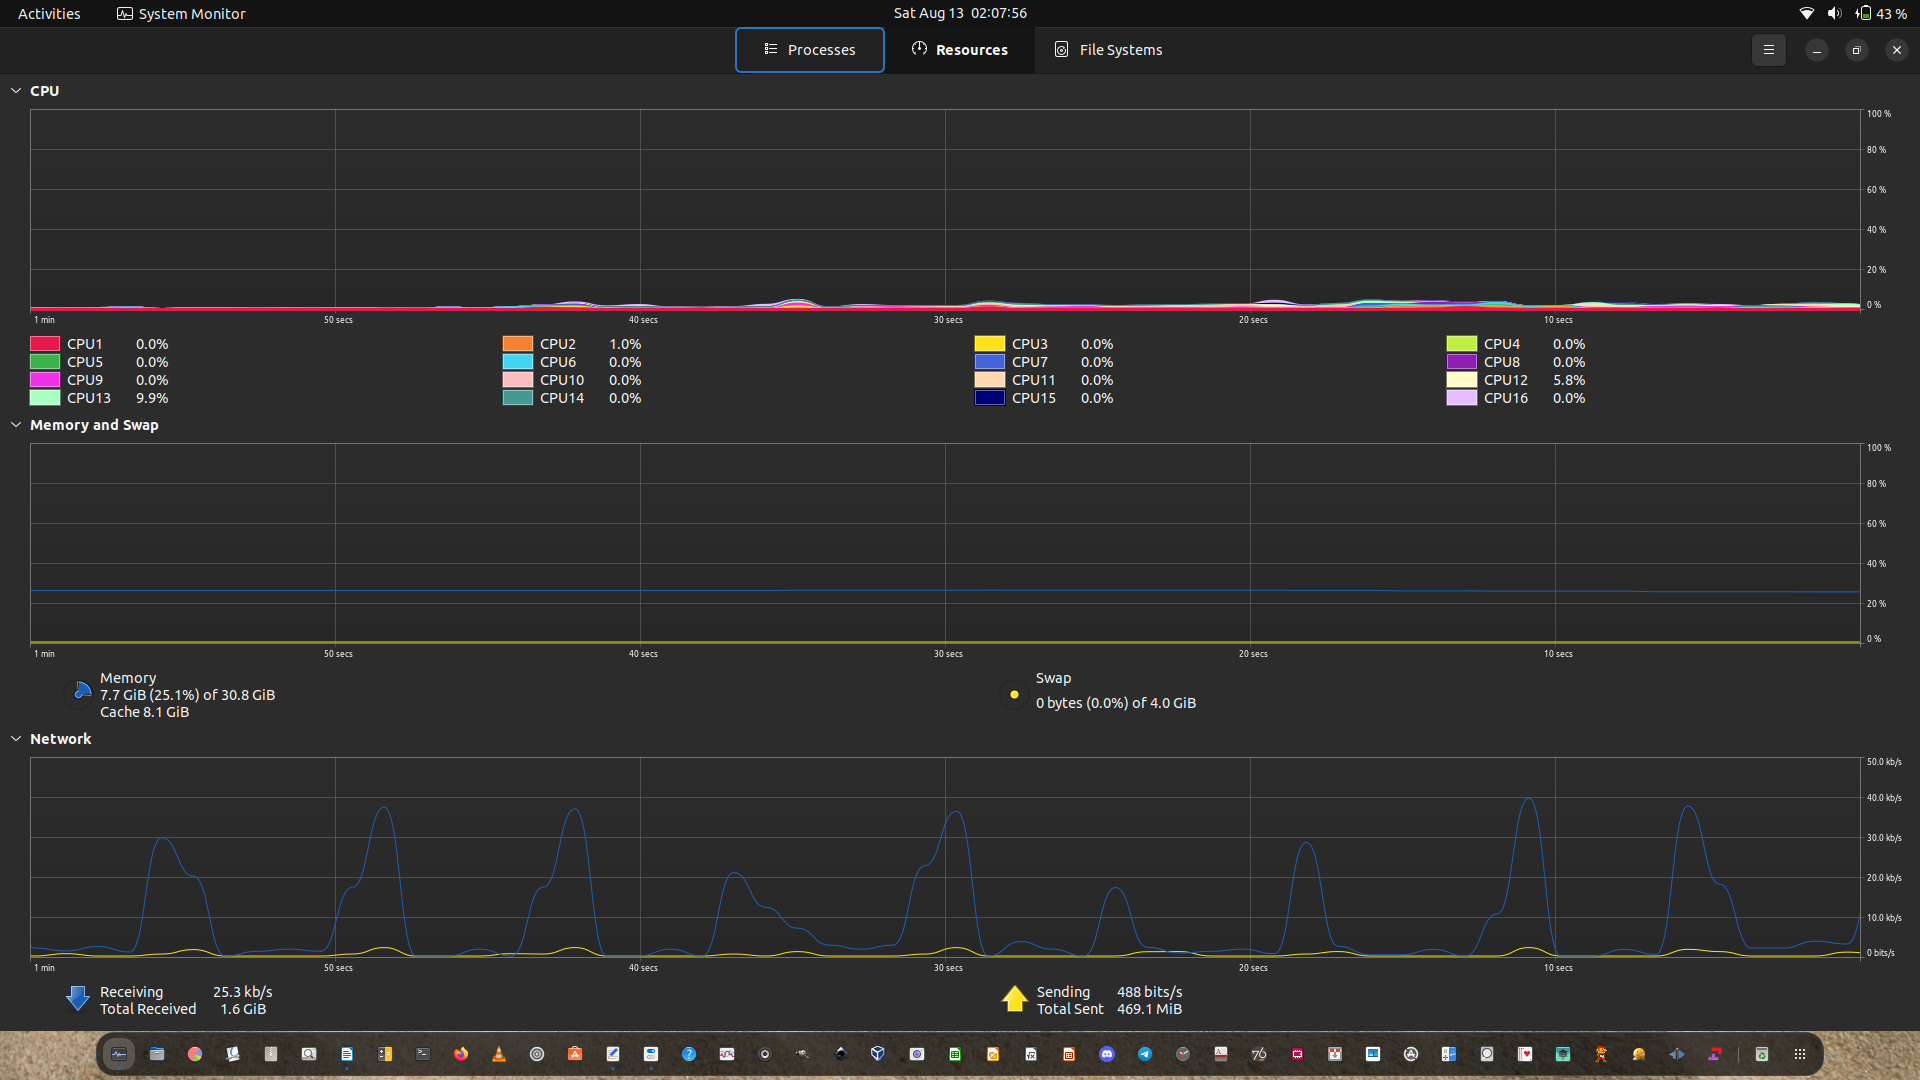 Activities System Monitor Sat Aug 13 02:07:56 43 %
Processes Resources File Systems
CPU
100 %
80 %
60 %
40 %
20 %
0 %
1 min 50 secs 40 secs 30 secs 20 secs 10 secs
CPU1 0.0% CPU2 1.0% CPU3 0.0% CPU4 0.0%
CPU5 0.0% CPU6 0.0% CPU7 0.0% CPU8 0.0%
CPU9 0.0% CPU10 0.0% CPU11 0.0% CPU12 5.8%
CPU13 9.9% CPU14 0.0% CPU15 0.0% CPU16 0.0%
Memory and Swap
100 %
80 %
60 %
40 %
20 %
0 %
1 min 50 secs 40 secs 30 secs 20 secs 10 secs
Memory
7.7 GiB (25.1%) of 30.8 GiB
Cache 8.1 GiB
Swap
0 bytes (0.0%) of 4.0 GiB
Network
50.0 kb/s
40.0 kb/s
30.0 kb/s
20.0 kb/s
10.0 kb/s
0 bits/s
1 min 50 secs 40 secs 30 secs 20 secs 10 secs
Receiving 25.3 kb/s
Total Received 1.6 GiB
Sending 488 bits/s
Total Sent 469.1 MiB
76